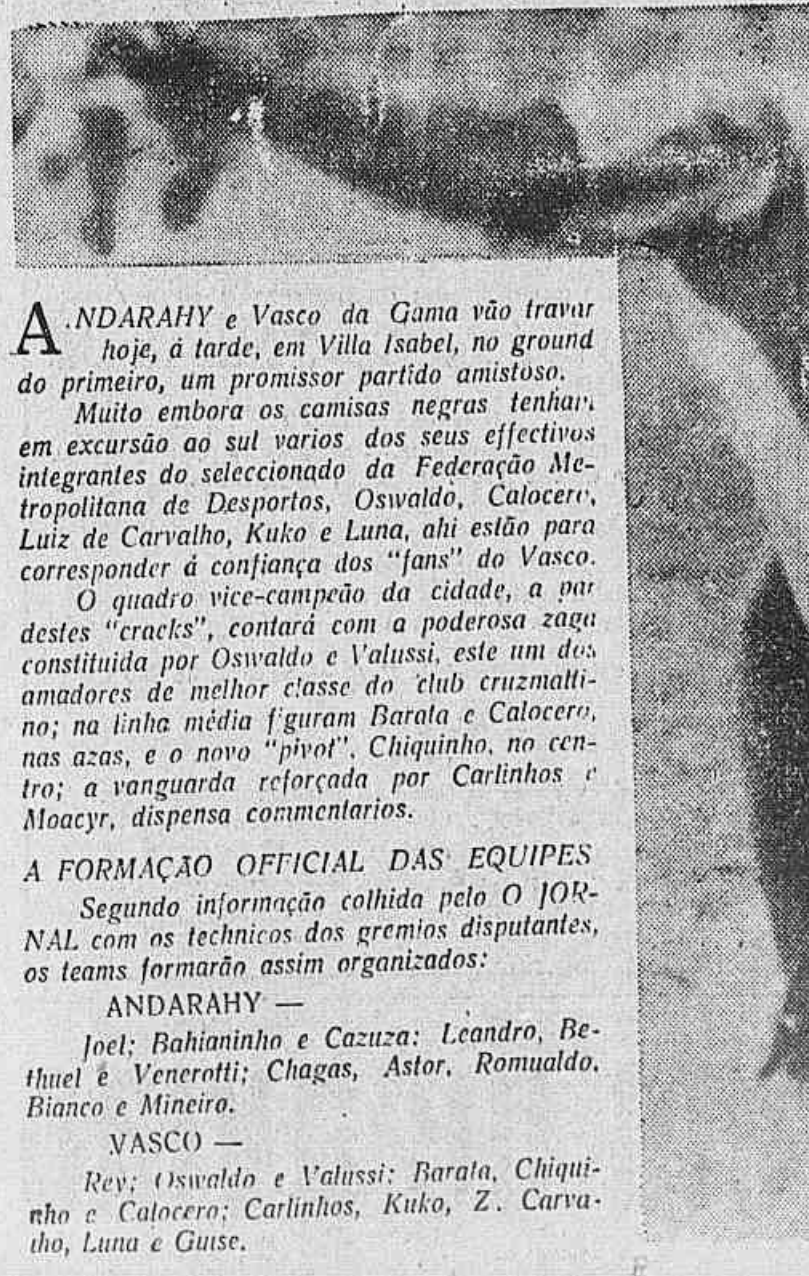 ANDARAHY e Vasco da Gama vão travar
hoje, á tarde, em Villa Isabel, no ground
do primeiro, um promissor partido amistoso.
Muito embora os camisas negras tenham
em excursão ao sul varios dos seus effectivos
integrantes do seleccionado da Federação Me-
tropolitana de Desportos, Oswaldo, Calocero,
Luiz de Carvalho, Kuko e Luna, ahi estão para
corresponder á confiança dos "fans" do Vasco.
O quadro vice-campeão da cidade, a par
destes "cracks", contará com a poderosa zaga
constituida por Oswaldo e Valussi, este um dos
amadores de melhor classe do club cruzmalti-
no; na linha média figuram Barata e Calocero,
nas azas, e o novo "pivot", Chiquinho, no cen-
tro; a vanguarda reforçada por Carlinhos e
Moacyr, dispensa commentarios.
A FORMAÇÃO OFFICIAL DAS EQUIPES
Segundo informação colhida pelo O JOR-
NAL com os technicos dos gremios disputantes,
os teams formarão assim organizados:
ANDARAHY —
Joel; Bahianinho e Cazuza; Leandro, Be-
thuel e Venerotti; Chagas, Astor, Romualdo,
Bianco e Mineiro.
VASCO —
Rey; Oswaldo e Valussi; Barata, Chiqui-
nho e Calocero; Carlinhos, Kuko, Z. Carva-
lho, Luna e Guise.